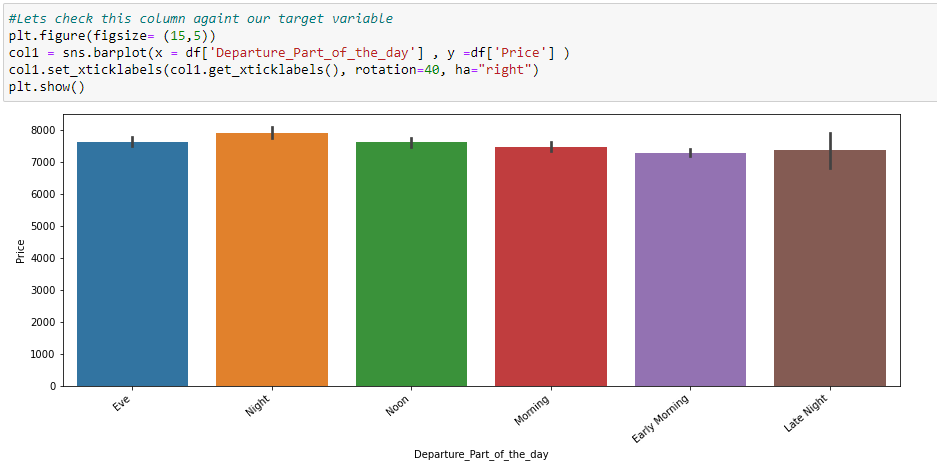 #Lets check this column againt our target variable
plt.figure(figsize= (15,5))
col1 = sns.barplot(x = df['Departure_Part_of_the_day'] , y =df['Price'] )
col1.set_xticklabels(col1.get_xticklabels(), rotation=40, ha="right")
plt.show()
8000
7000
6000
5000
4000
3000
2000
1000
0
Price
Eve
Night
Noon
Morning
Early Morning
Late Night
Departure_Part_of_the_day